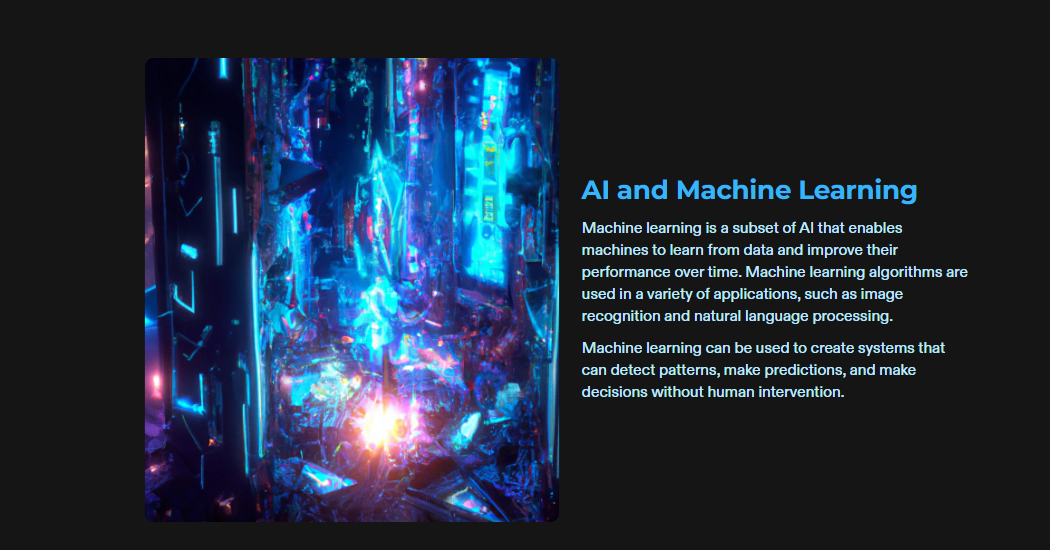 AI and Machine Learning
Machine learning is a subset of AI that enables
machines to learn from data and improve their
performance over time. Machine learning algorithms are
used in a variety of applications, such as image
recognition and natural language processing.
Machine learning can be used to create systems that
can detect patterns, make predictions, and make
decisions without human intervention.